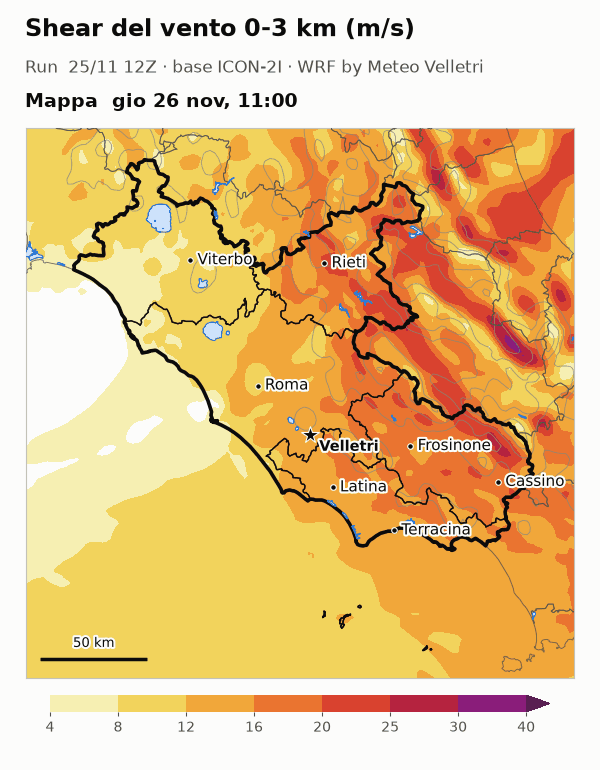 Shear del vento 0-3 km (m/s)
Run  25/11 12Z · base ICON-2I · WRF by Meteo Velletri
Mappa  gio 26 nov, 11:00
Viterbo
Rieti
Roma
Velletri
Frosinone
Latina
Cassino
Terracina
50 km
4 8 12 16 20 25 30 40